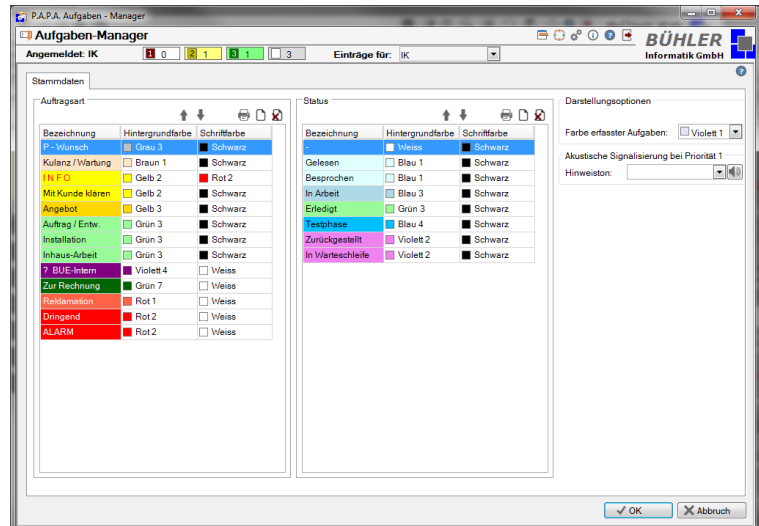 P.A.P.A. Aufgaben - Manager
Aufgaben-Manager
BÜHLER
Informatik GmbH
Angemeldet: IK 1 0 2 1 3 1 3 Einträge für: IK
Stammdaten
Auftragsart
Bezeichnung Hintergrundfarbe Schriftfarbe
P - Wunsch Grau 3 Schwarz
Kulanz / Wartung Braun 1 Schwarz
I N F O Gelb 2 Rot 2
Mit Kunde klären Gelb 2 Schwarz
Angebot Gelb 3 Schwarz
Auftrag / Entw. Grün 3 Schwarz
Installation Grün 3 Schwarz
Inhaus-Arbeit Grün 3 Schwarz
? BUE-Intern Violett 4 Weiss
Zur Rechnung Grün 7 Weiss
Reklamation Rot 1 Weiss
Dringend Rot 2 Weiss
ALARM Rot 2 Weiss
Status
Bezeichnung Hintergrundfarbe Schriftfarbe
- Weiss Schwarz
Gelesen Blau 1 Schwarz
Besprochen Blau 1 Schwarz
In Arbeit Blau 3 Schwarz
Erledigt Grün 3 Schwarz
Testphase Blau 4 Schwarz
Zurückgestellt Violett 2 Schwarz
In Warteschleife Violett 2 Schwarz
Darstellungsoptionen
Farbe erfasster Aufgaben: Violett 1
Akustische Signalisierung bei Priorität 1
Hinweiston:
OK Abbruch